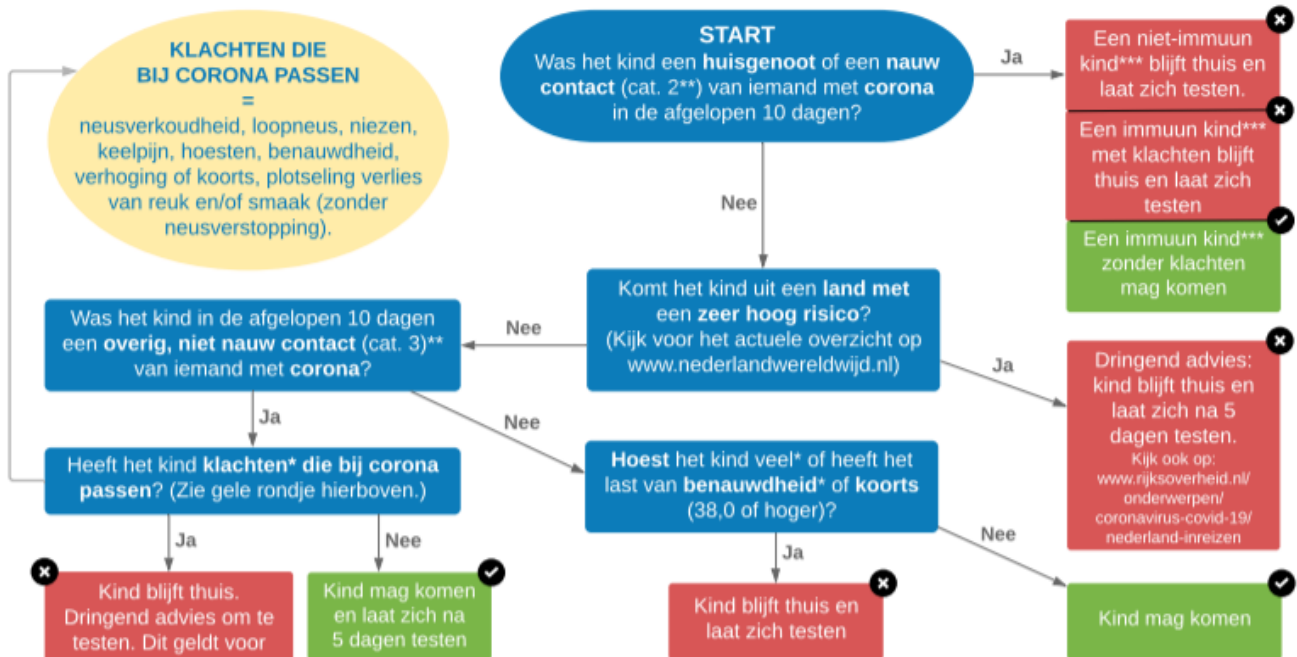 KLACHTEN DIE
BIJ CORONA PASSEN
=
neusverkoudheid, loopneus, niezen,
keelpijn, hoesten, benauwdheid,
verhoging of koorts, plotseling verlies
van reuk en/of smaak (zonder
neusverstopping).
START
Was het kind een huisgenoot of een nauw
contact (cat. 2**) van iemand met corona
in de afgelopen 10 dagen?
Ja
Een niet-immuun
kind*** blijft thuis en
laat zich testen.
Een immuun kind***
met klachten blijft
thuis en laat zich
testen
Een immuun kind***
zonder klachten
mag komen
Nee
Komt het kind uit een land met
een zeer hoog risico?
(Kijk voor het actuele overzicht op
www.nederlandwereldwijd.nl)
Ja
Dringend advies:
kind blijft thuis en
laat zich na 5
dagen testen.
Kijk ook op:
www.rijksoverheid.nl/
onderwerpen/
coronavirus-covid-19/
nederland-inreizen
Nee
Was het kind in de afgelopen 10 dagen
een overig, niet nauw contact (cat. 3)**
van iemand met corona?
Ja
Nee
Heeft het kind klachten* die bij corona
passen? (Zie gele rondje hierboven.)
Ja
Nee
Kind blijft thuis.
Dringend advies om te
testen. Dit geldt voor
Kind mag komen
en laat zich na
5 dagen testen
Hoest het kind veel* of heeft het
last van benauwdheid* of koorts
(38,0 of hoger)?
Ja
Nee
Kind blijft thuis en
laat zich testen
Kind mag komen